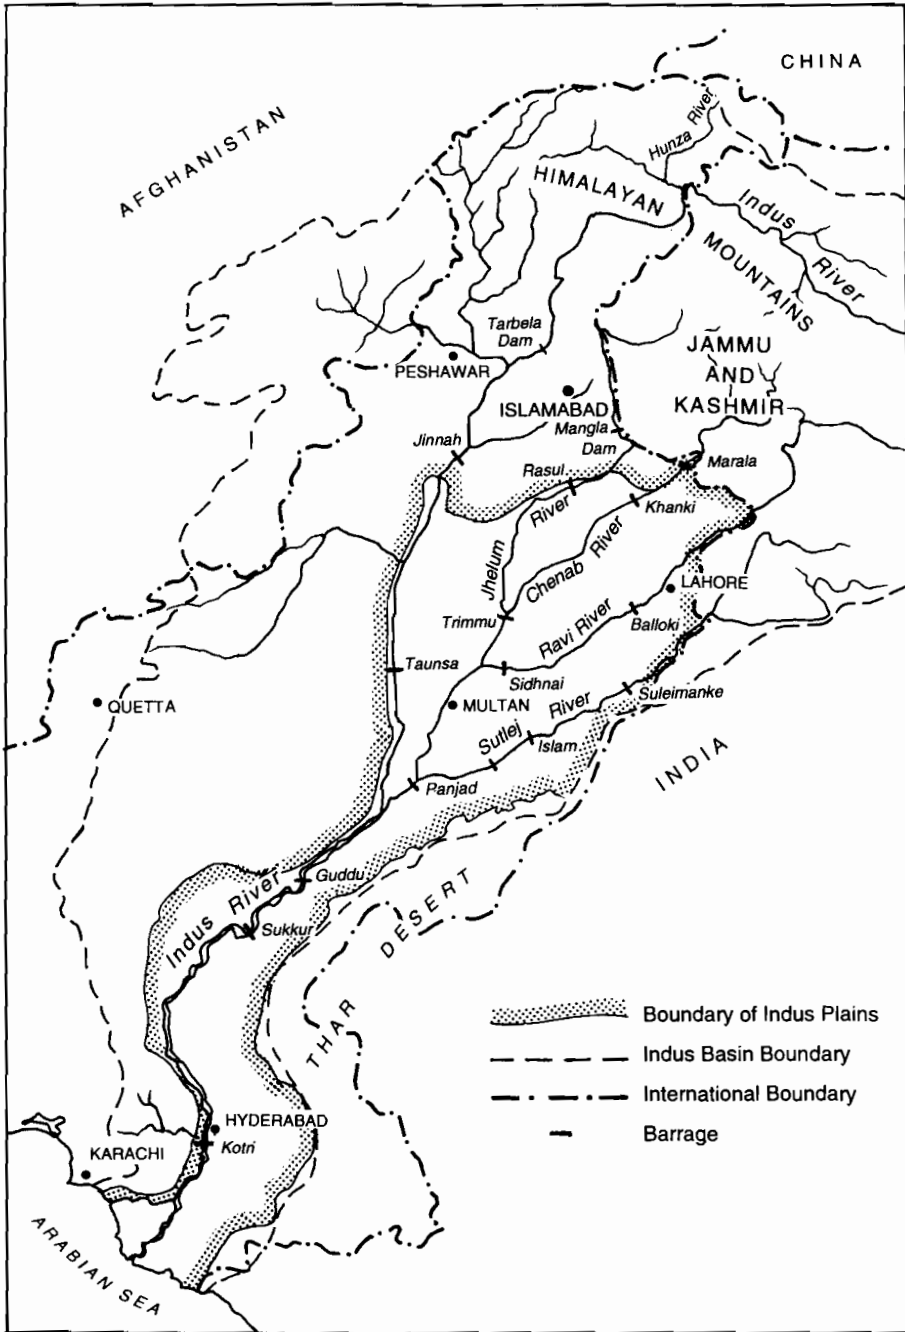 CHINA
AFGHANISTAN
Hunza River
HIMALAYAN
MOUNTAINS
Indus River
Tarbela
Dam
PESHAWAR
JAMMU
AND
KASHMIR
ISLAMABAD
Mangla
Dam
Jinnah
Rasul
Marala
Khanki
Jhelum River
Chenab River
LAHORE
Trimmu
Ravi River
Balloki
Taunsa
Sidhnai
Suleimanke
QUETTA
MULTAN
Sutlej River
Islam
Panjad
INDIA
Guddu
Indus River
Sukkur
THAR DESERT
Boundary of Indus Plains
Indus Basin Boundary
International Boundary
Barrage
HYDERABAD
KARACHI
Kotri
ARABIAN SEA